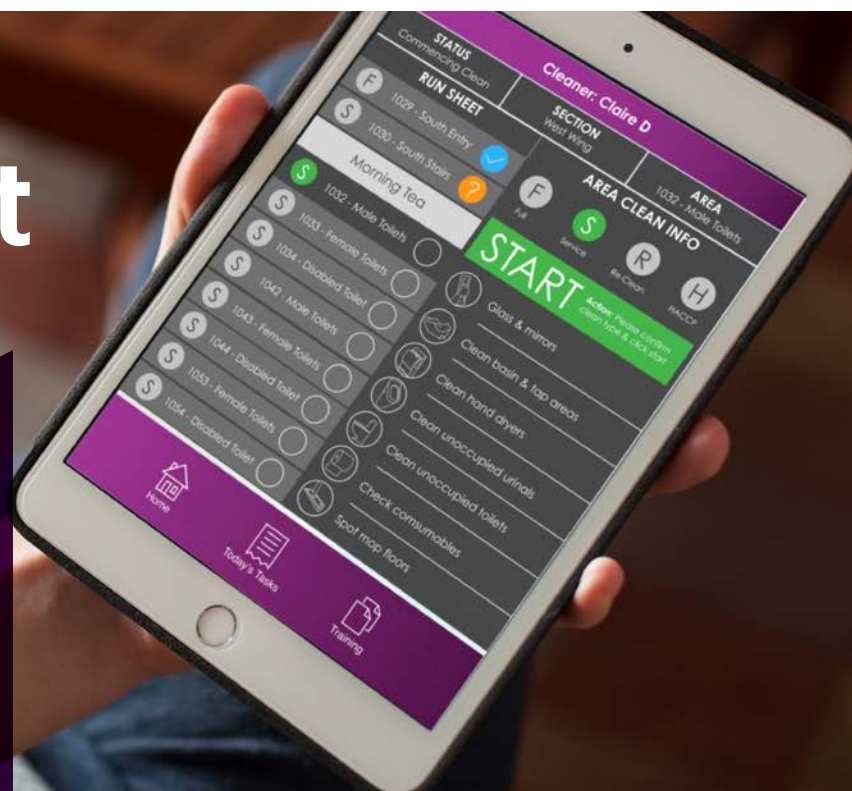 t
Cleaner: Claire D
STATUS
Commencing Clean
SECTION
West Wing
AREA
1032 - Male Toilets
RUN SHEET
F 1029 - South Entry
S 1030 - South Stairs ?
Morning Tea
S 1032 - Male Toilets
S 1033 - Female Toilets
S 1034 - Disabled Toilet
S 1042 - Male Toilets
S 1043 - Female Toilets
S 1044 - Disabled Toilet
S 1053 - Female Toilets
S 1054 - Disabled Toilet
AREA CLEAN INFO
F S R H
Full Service Re-Clean HACCP
START
Action: Please confirm
clean type & click start
Glass & mirrors
Clean basin & tap areas
Clean hand dryers
Clean unoccupied urinals
Clean unoccupied toilets
Check comsumables
Spot mop floors
Home
Today's Tasks
Training